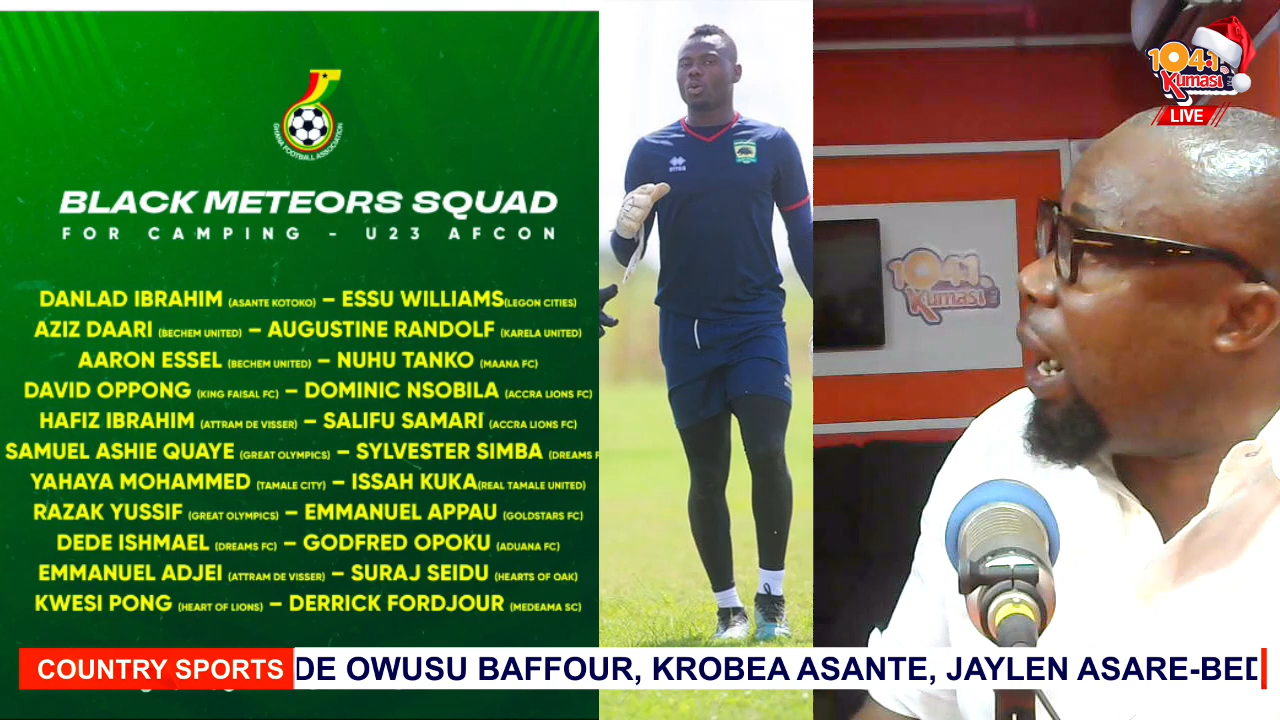 GHANA FOOTBALL ASSOCIATION
BLACK METEORS SQUAD
FOR CAMPING - U23 AFCON
DANLAD IBRAHIM (ASANTE KOTOKO) – ESSU WILLIAMS(LEGON CITIES)
AZIZ DAARI (BECHEM UNITED) – AUGUSTINE RANDOLF (KARELA UNITED)
AARON ESSEL (BECHEM UNITED) – NUHU TANKO (MAANA FC)
DAVID OPPONG (KING FAISAL FC) – DOMINIC NSOBILA (ACCRA LIONS FC)
HAFIZ IBRAHIM (ATTRAM DE VISSER) – SALIFU SAMARI (ACCRA LIONS FC)
SAMUEL ASHIE QUAYE (GREAT OLYMPICS) – SYLVESTER SIMBA (DREAMS F
YAHAYA MOHAMMED (TAMALE CITY) – ISSAH KUKA(REAL TAMALE UNITED)
RAZAK YUSSIF (GREAT OLYMPICS) – EMMANUEL APPAU (GOLDSTARS FC)
DEDE ISHMAEL (DREAMS FC) – GODFRED OPOKU (ADUANA FC)
EMMANUEL ADJEI (ATTRAM DE VISSER) – SURAJ SEIDU (HEARTS OF OAK)
KWESI PONG (HEART OF LIONS) – DERRICK FORDJOUR (MEDEAMA SC)
104.1
Kumasi
LIVE
104.1
Kumasi
COUNTRY SPORTS
DE OWUSU BAFFOUR, KROBEA ASANTE, JAYLEN ASARE-BED